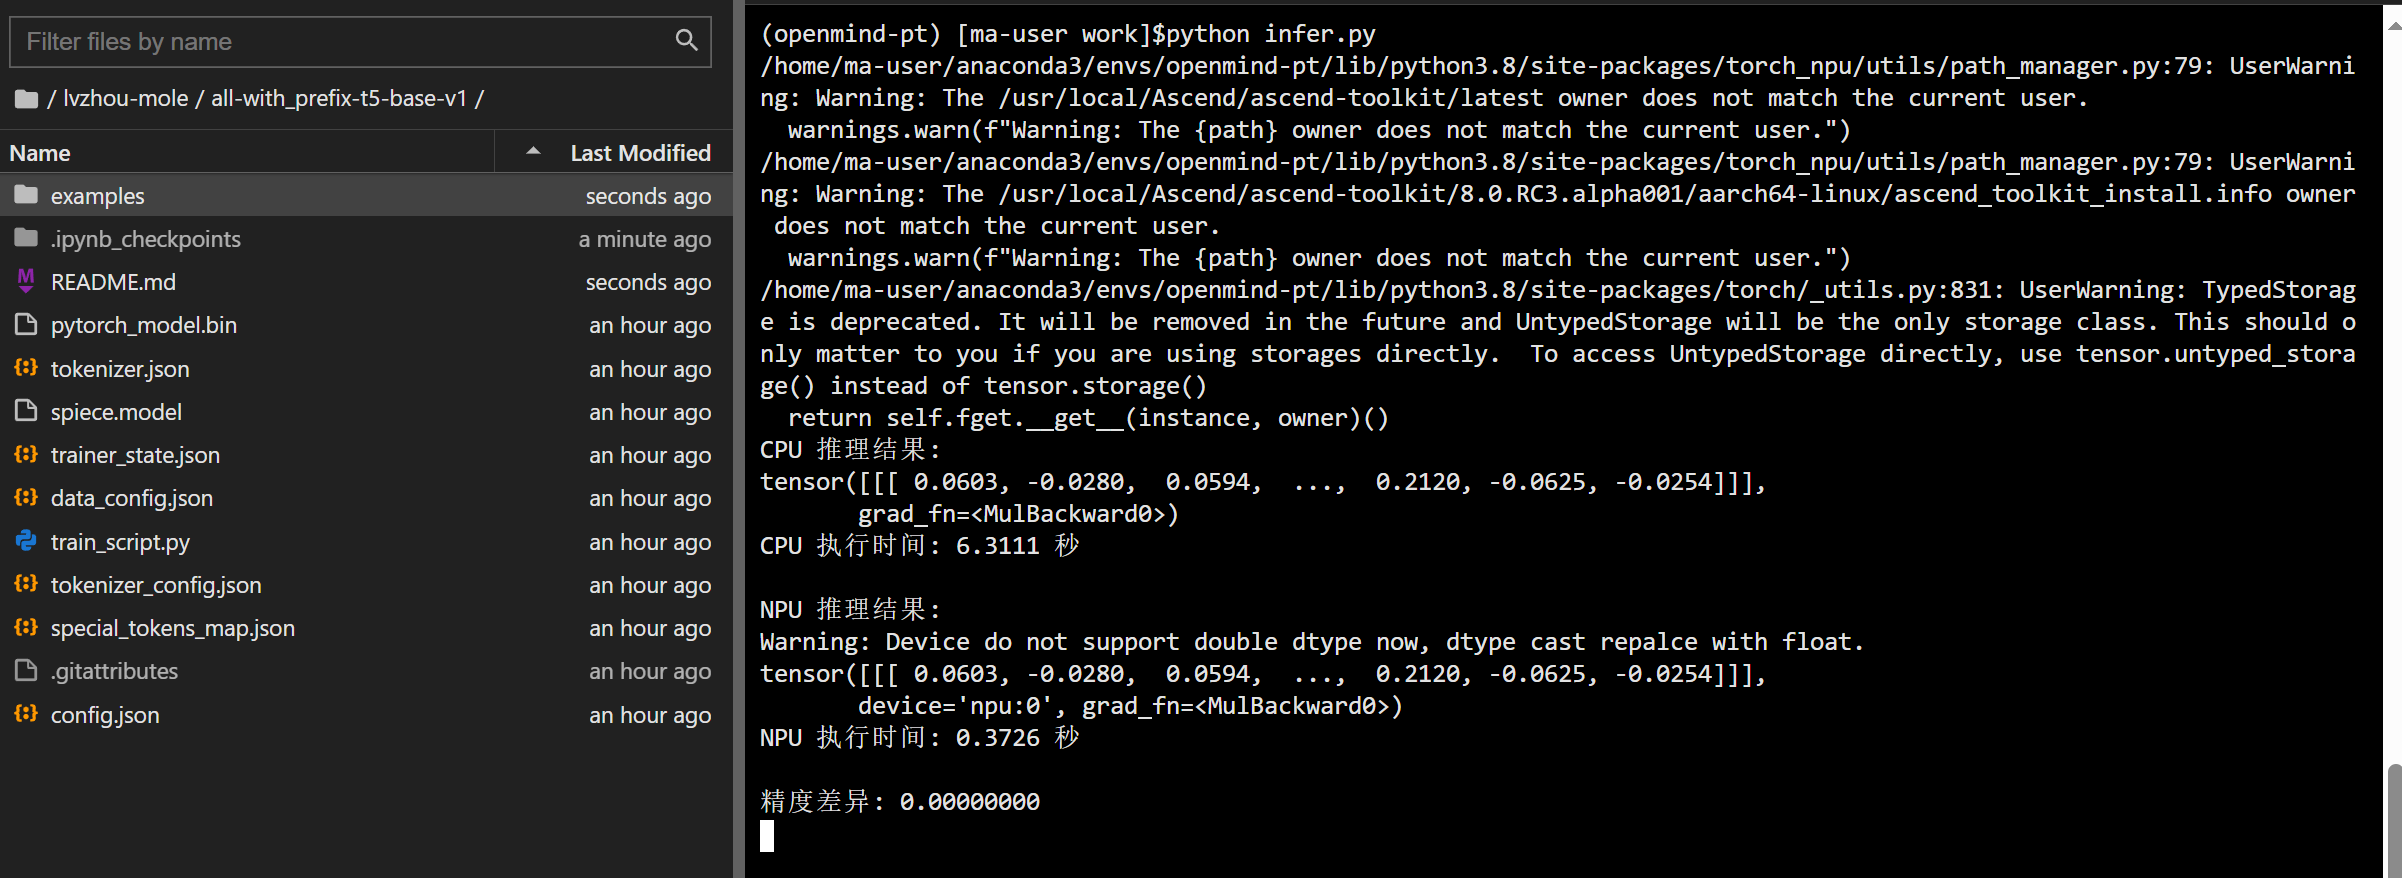 Filter files by name
/ lvzhou-mole / all-with_prefix-t5-base-v1 /
Name Last Modified
examples seconds ago
.ipynb_checkpoints a minute ago
README.md seconds ago
pytorch_model.bin an hour ago
tokenizer.json an hour ago
spiece.model an hour ago
trainer_state.json an hour ago
data_config.json an hour ago
train_script.py an hour ago
tokenizer_config.json an hour ago
special_tokens_map.json an hour ago
.gitattributes an hour ago
config.json an hour ago
(openmind-pt) [ma-user work]$python infer.py
/home/ma-user/anaconda3/envs/openmind-pt/lib/python3.8/site-packages/torch_npu/utils/path_manager.py:79: UserWarni
ng: Warning: The /usr/local/Ascend/ascend-toolkit/latest owner does not match the current user.
  warnings.warn(f"Warning: The {path} owner does not match the current user.")
/home/ma-user/anaconda3/envs/openmind-pt/lib/python3.8/site-packages/torch_npu/utils/path_manager.py:79: UserWarni
ng: Warning: The /usr/local/Ascend/ascend-toolkit/8.0.RC3.alpha001/aarch64-linux/ascend_toolkit_install.info owner
 does not match the current user.
  warnings.warn(f"Warning: The {path} owner does not match the current user.")
/home/ma-user/anaconda3/envs/openmind-pt/lib/python3.8/site-packages/torch/_utils.py:831: UserWarning: TypedStorag
e is deprecated. It will be removed in the future and UntypedStorage will be the only storage class. This should o
nly matter to you if you are using storages directly.  To access UntypedStorage directly, use tensor.untyped_stora
ge() instead of tensor.storage()
  return self.fget.__get__(instance, owner)()
CPU 推理结果:
tensor([[[ 0.0603, -0.0280,  0.0594,  ...,  0.2120, -0.0625, -0.0254]]],
       grad_fn=<MulBackward0>)
CPU 执行时间: 6.3111 秒
NPU 推理结果:
Warning: Device do not support double dtype now, dtype cast repalce with float.
tensor([[[ 0.0603, -0.0280,  0.0594,  ...,  0.2120, -0.0625, -0.0254]]],
       device='npu:0', grad_fn=<MulBackward0>)
NPU 执行时间: 0.3726 秒
精度差异: 0.00000000